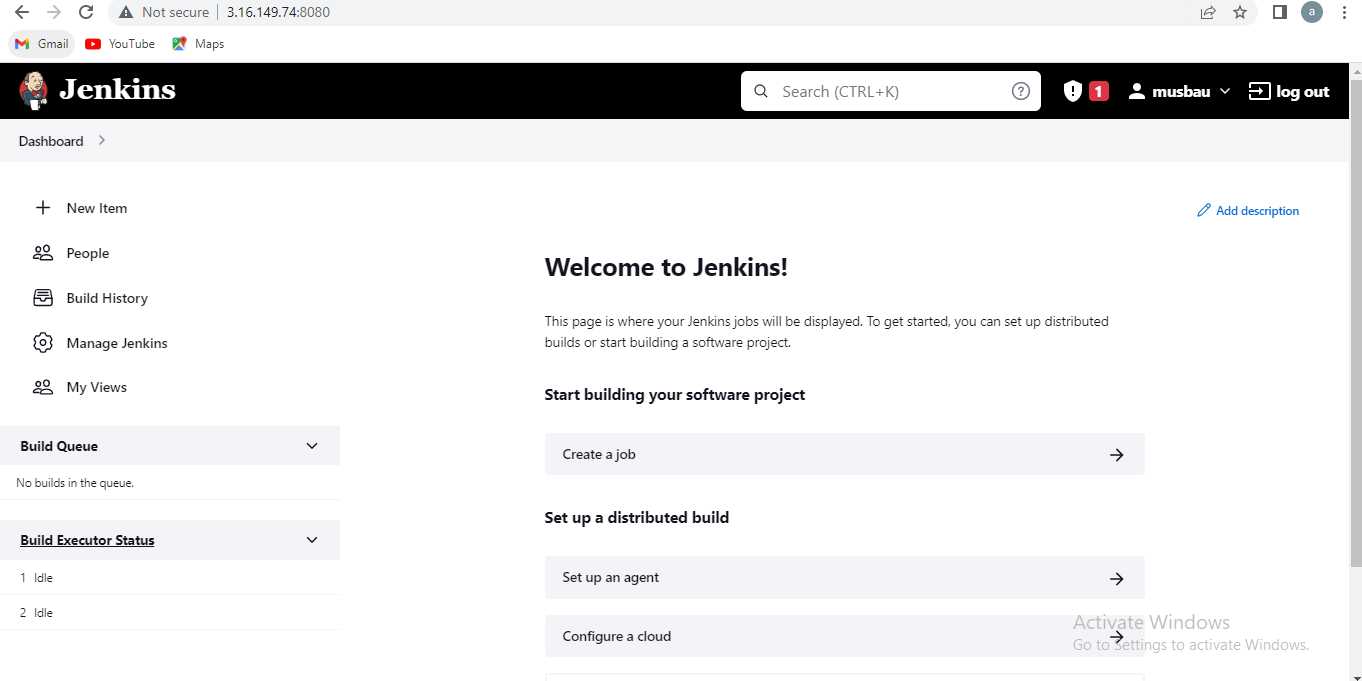 Not secure 3.16.149.74:8080 a
Gmail YouTube Maps
Jenkins Search (CTRL+K) ? ! 1 musbau log out
Dashboard
New Item
Add description
People
Build History
Manage Jenkins
My Views
Welcome to Jenkins!
This page is where your Jenkins jobs will be displayed. To get started, you can set up distributed
builds or start building a software project.
Start building your software project
Create a job
Build Queue
No builds in the queue.
Set up a distributed build
Build Executor Status
1 Idle
2 Idle
Set up an agent
Configure a cloud
Activate Windows
Go to Settings to activate Windows.